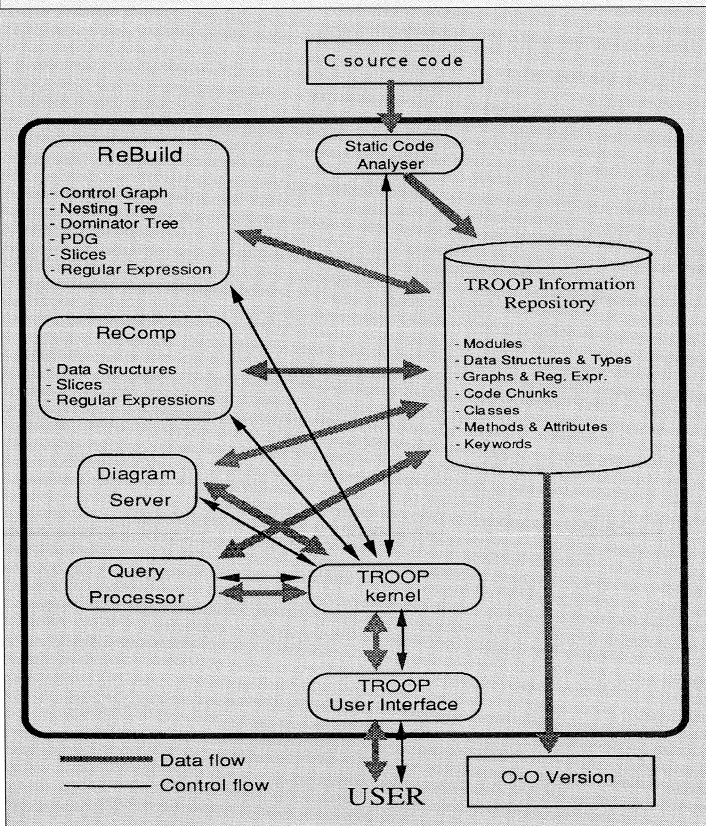 C source code
Static Code
Analyser
ReBuild
- Control Graph
- Nesting Tree
- Dominator Tree
- PDG
- Slices
- Regular Expression
TROOP Information
Repository
- Modules
- Data Structures & Types
- Graphs & Reg. Expr.
- Code Chunks
- Classes
- Methods & Attributes
- Keywords
ReComp
- Data Structures
- Slices
- Regular Expressions
Diagram
Server
Query
Processor
TROOP
kernel
TROOP
User Interface
Data flow
Control flow
USER
O-O Version